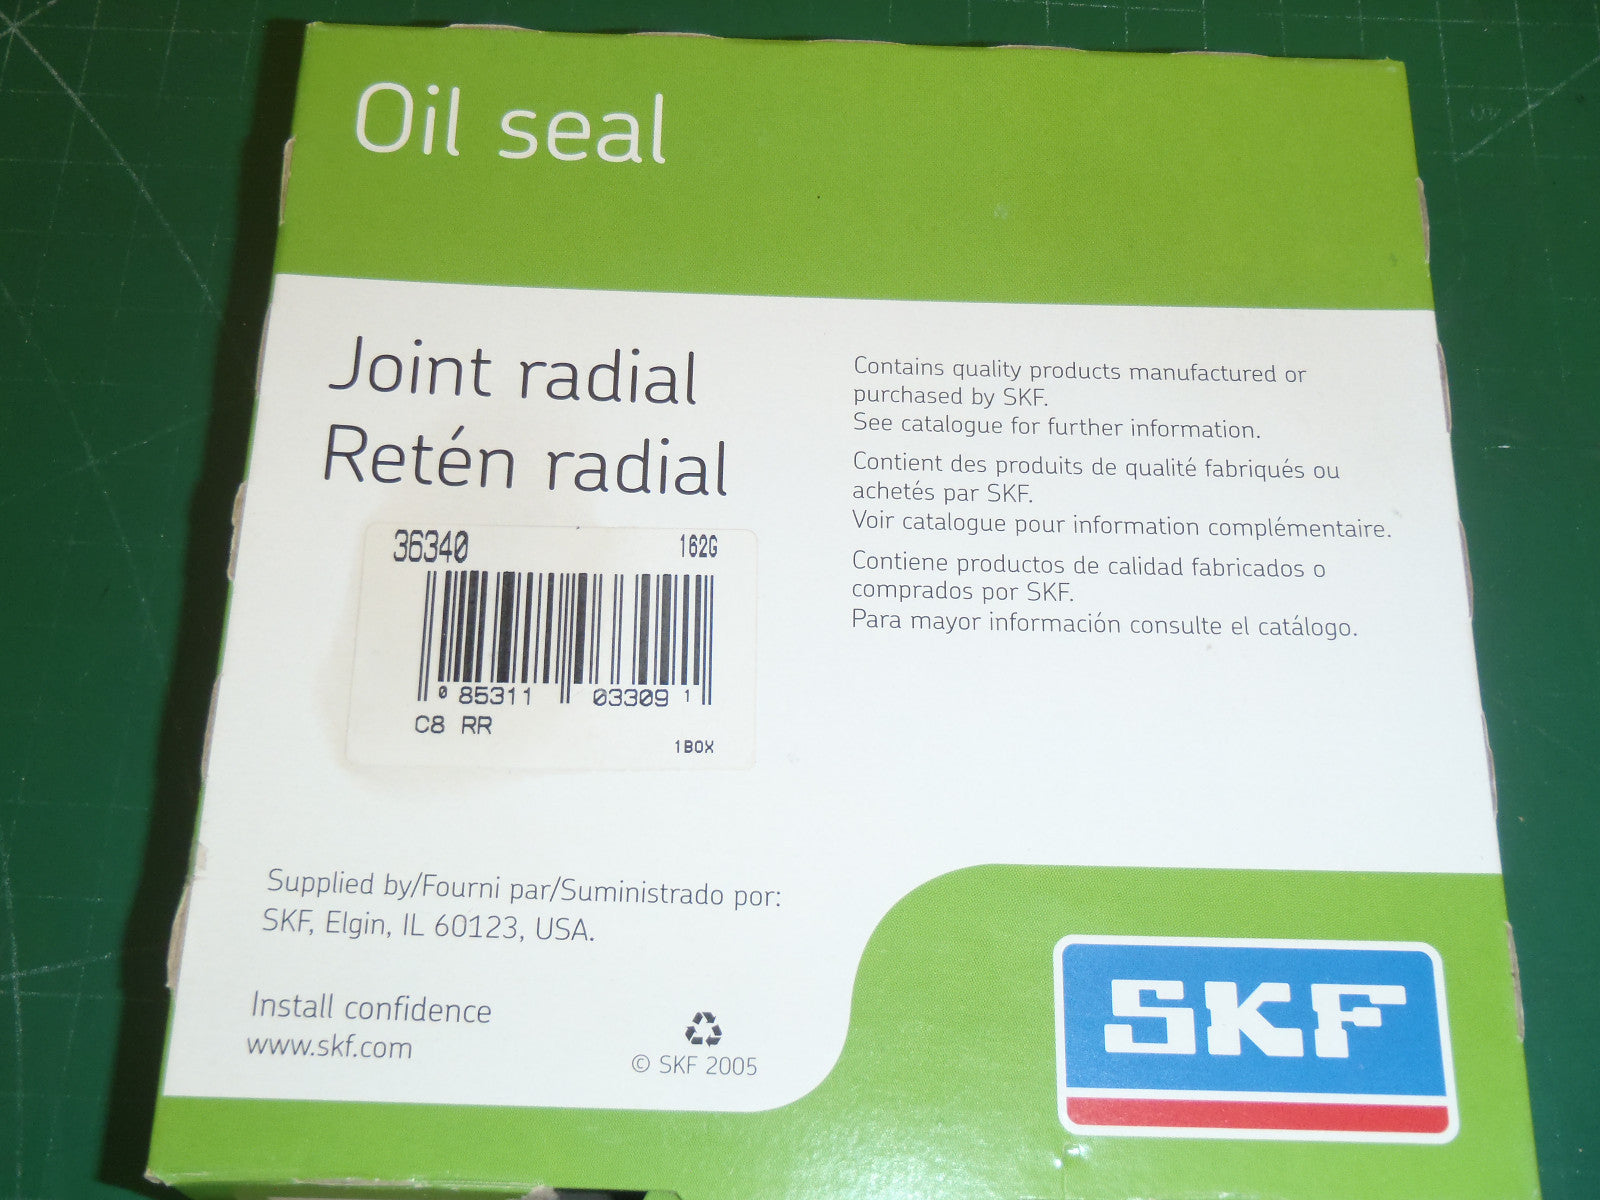 Oil seal
Joint radial
Retén radial
36340 162G
0 85311 03309 1
C8 RR
1BOX
Contains quality products manufactured or
purchased by SKF.
See catalogue for further information.
Contient des produits de qualité fabriqués ou
achetés par SKF.
Voir catalogue pour information complémentaire.
Contiene productos de calidad fabricados o
comprados por SKF.
Para mayor información consulte el catálogo.
Supplied by/Fourni par/Suministrado por:
SKF, Elgin, IL 60123, USA.
Install confidence
www.skf.com
© SKF 2005
SKF